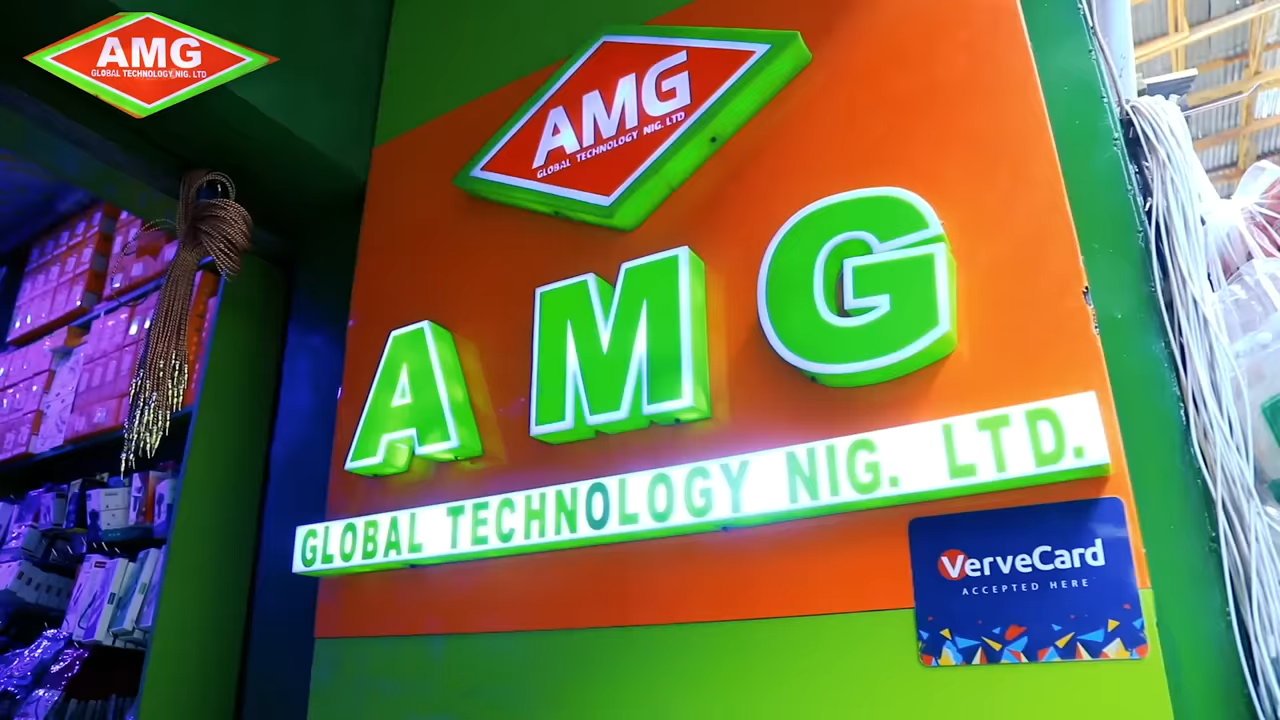 AMG
GLOBAL TECHNOLOGY NIG. LTD
AMG
GLOBAL TECHNOLOGY NIG. LTD
AMG
GLOBAL TECHNOLOGY NIG. LTD.
VerveCard
ACCEPTED HERE